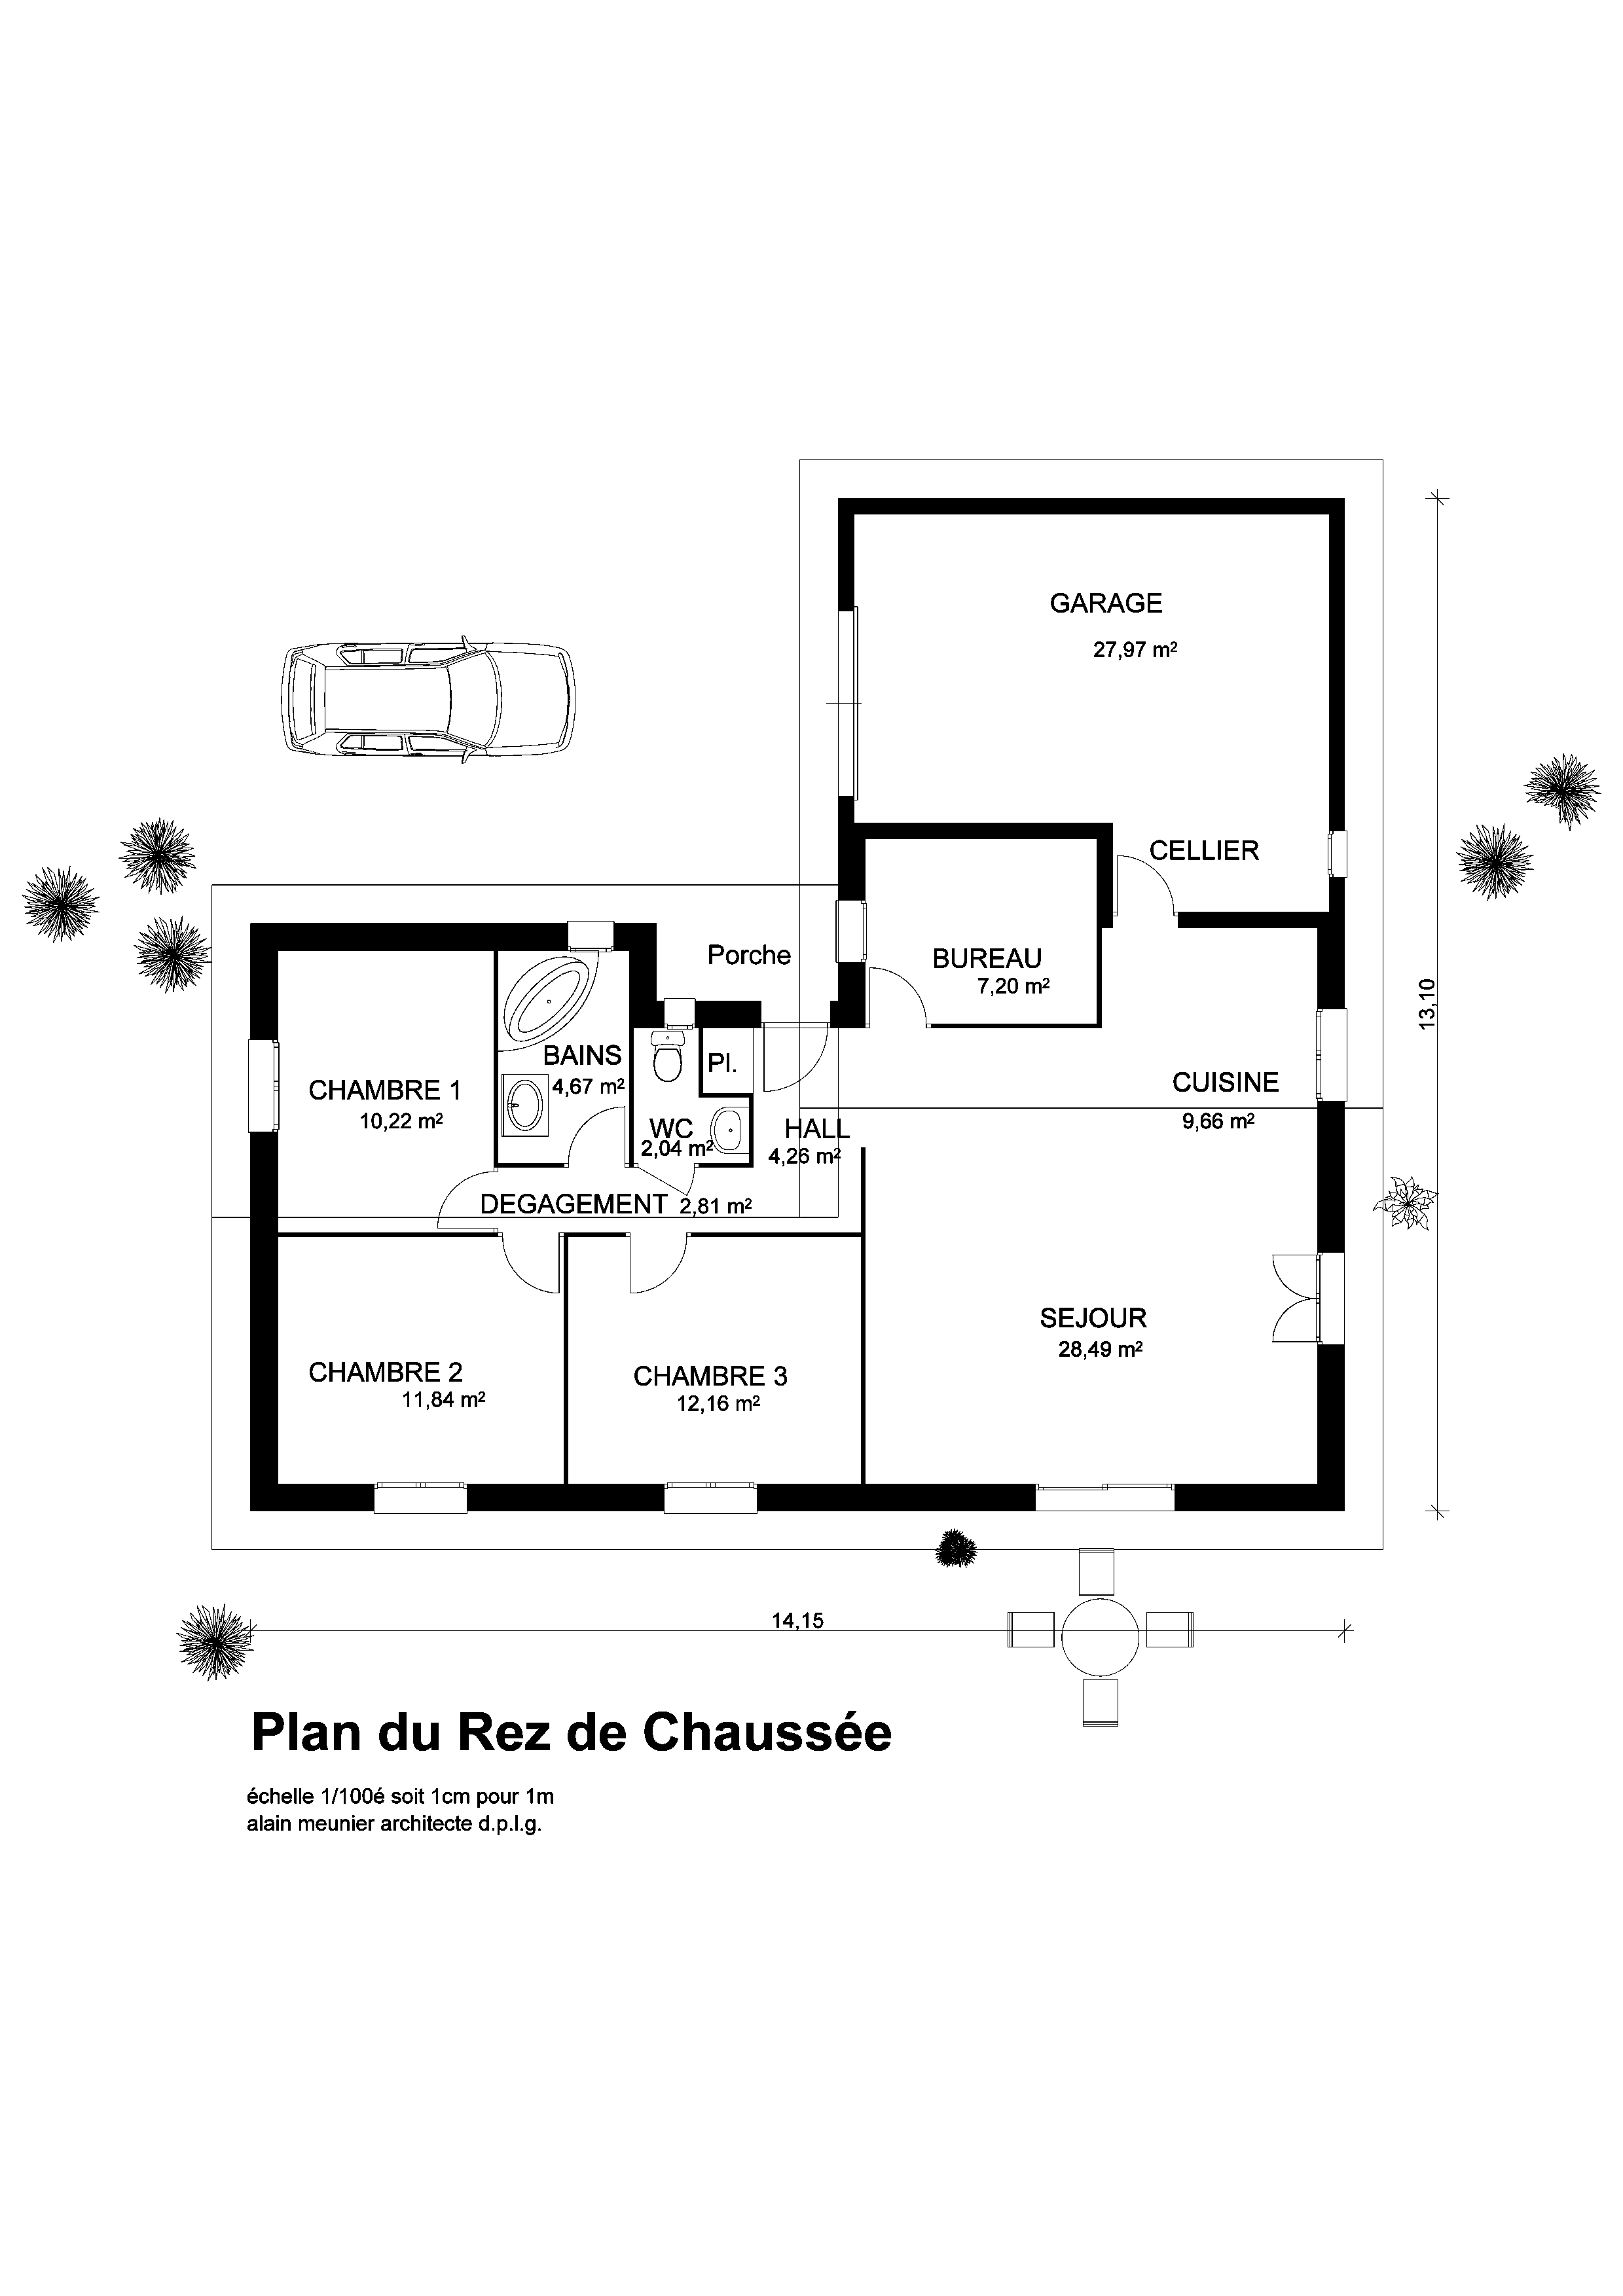 GARAGE
27,97 m²
CELLIER
Porche
BUREAU
7,20 m²
13,10
BAINS
4,67 m²
Pl.
CHAMBRE 1
10,22 m²
CUISINE
9,66 m²
WC
2,04 m²
HALL
4,26 m²
DEGAGEMENT 2,81 m²
SEJOUR
28,49 m²
CHAMBRE 2
11,84 m²
CHAMBRE 3
12,16 m²
14,15
Plan du Rez de Chaussée
échelle 1/100é soit 1cm pour 1m
alain meunier architecte d.p.l.g.